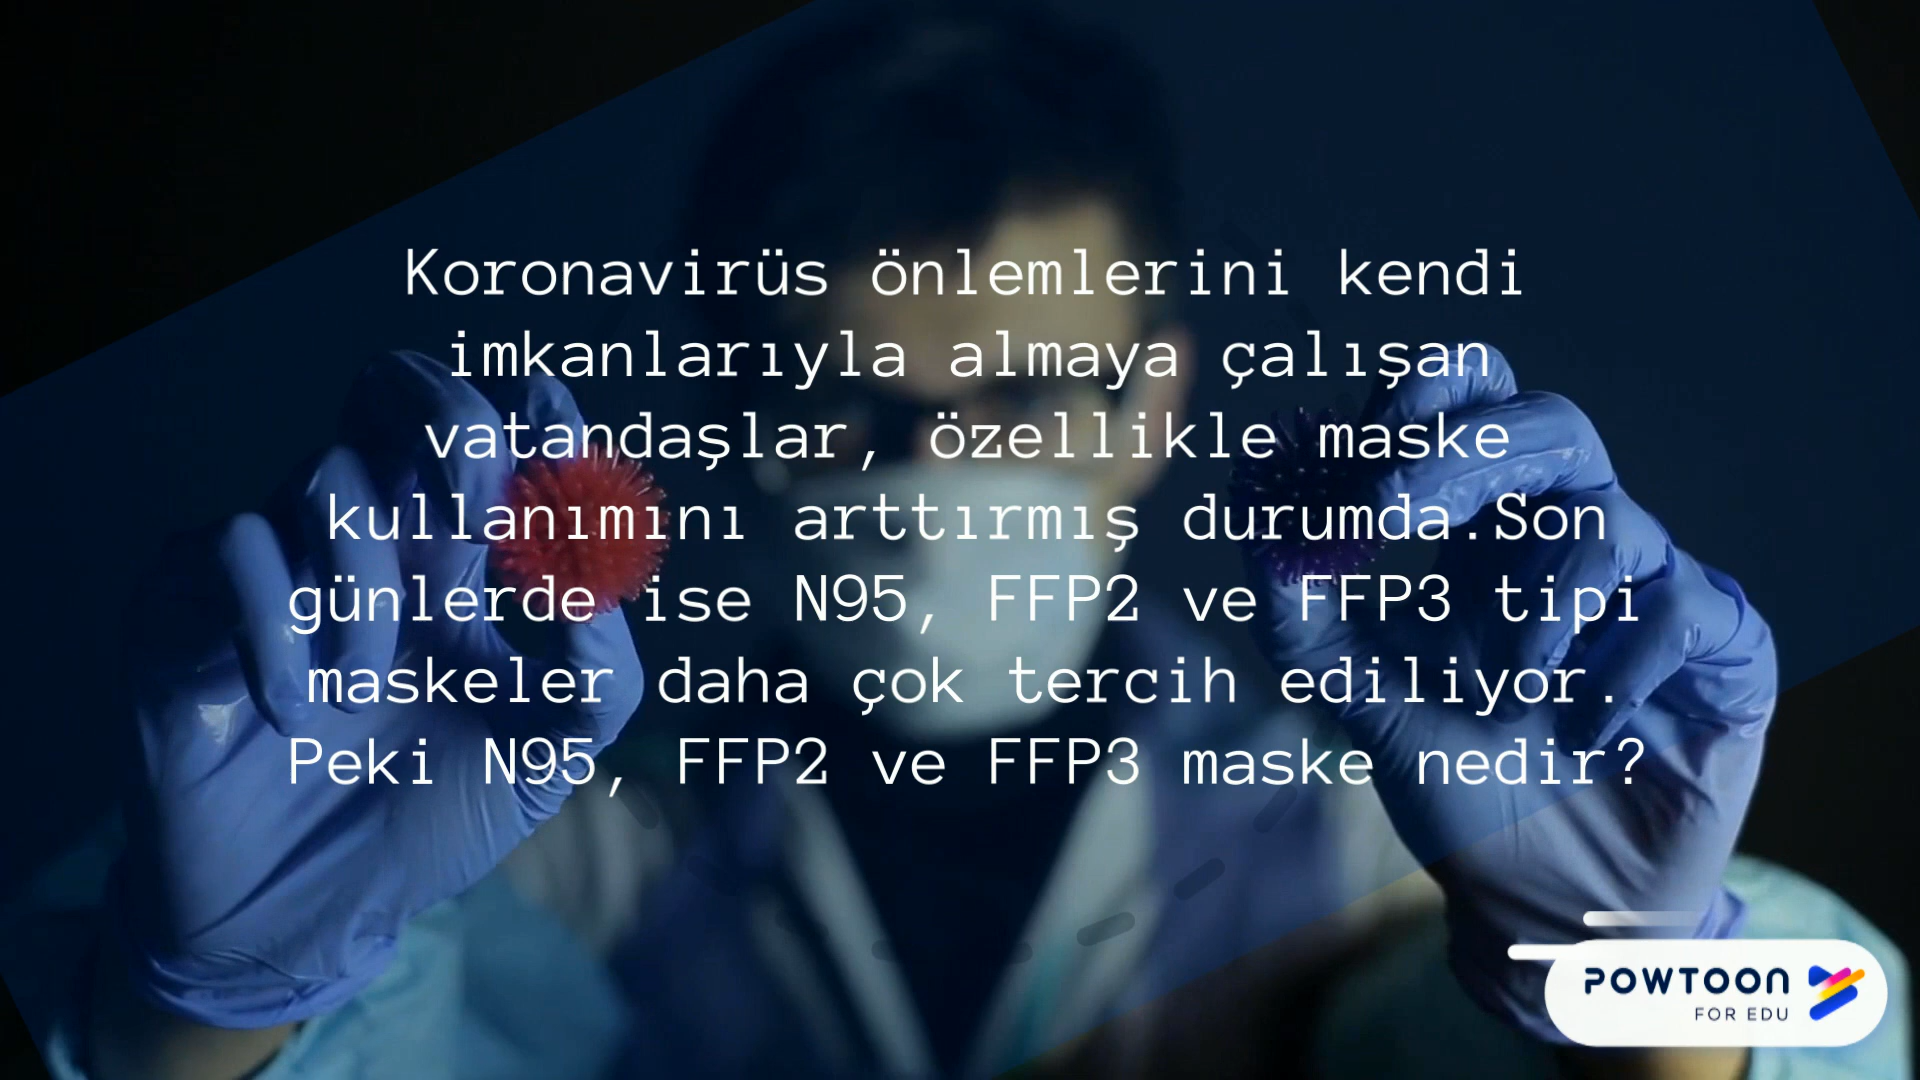 Koronavirüs önlemlerini kendi
imkanlarıyla almaya çalışan
vatandaşlar, özellikle maske
kullanımını arttırmış durumda.Son
günlerde ise N95, FFP2 ve FFP3 tipi
maskeler daha çok tercih ediliyor.
Peki N95, FFP2 ve FFP3 maske nedir?
POWTOON
FOR EDU